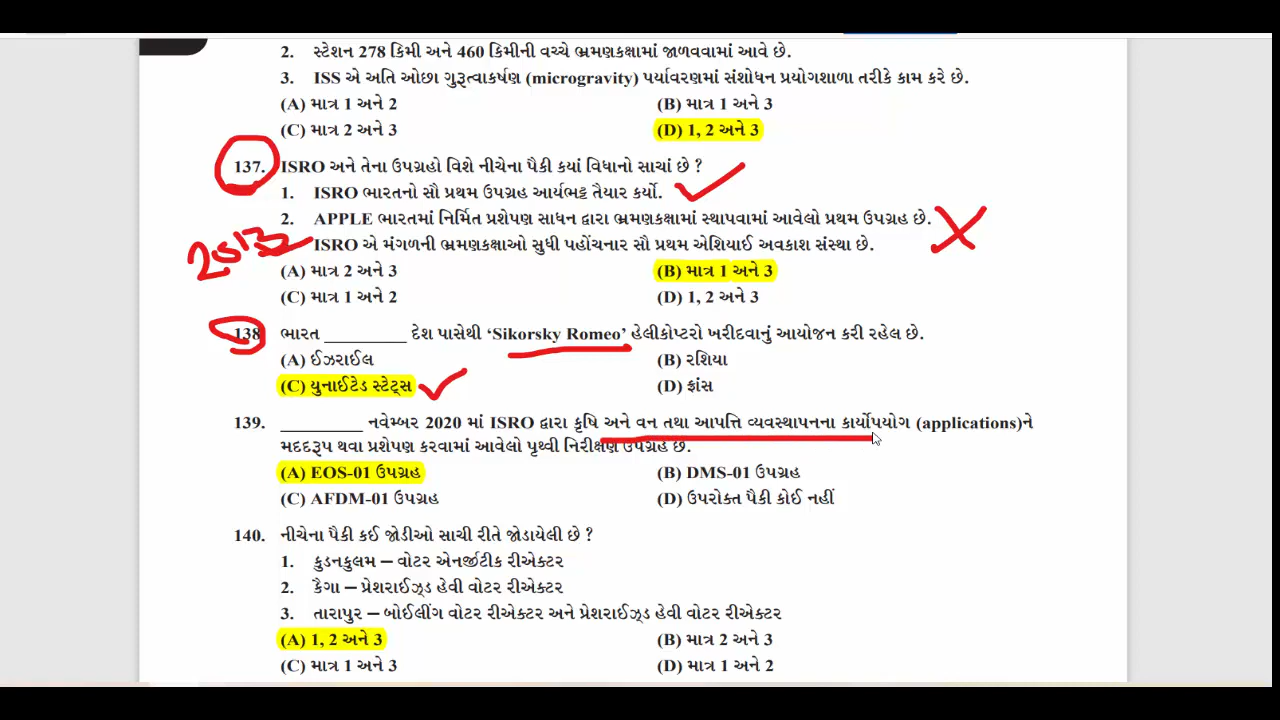 2. સ્ટેશન 278 કિમી અને 460 કિમીની વચ્ચે ભ્રમણકક્ષામાં જાળવવામાં આવે છે.
3. ISS એ અતિ ઓછા ગુરુત્વાકર્ષણ (microgravity) પર્યાવરણમાં સંશોધન પ્રયોગશાળા તરીકે કામ કરે છે.
(A) માત્ર 1 અને 2 (B) માત્ર 1 અને 3
(C) માત્ર 2 અને 3 (D) 1, 2 અને 3
137. ISRO અને તેના ઉપગ્રહો વિશે નીચેના પૈકી કયાં વિધાનો સાચાં છે ?
1. ISRO ભારતનો સૌ પ્રથમ ઉપગ્રહ આર્યભટ્ટ તૈયાર કર્યો.
2. APPLE ભારતમાં નિર્મિત પ્રક્ષેપણ સાધન દ્વારા ભ્રમણકક્ષામાં સ્થાપવામાં આવેલો પ્રથમ ઉપગ્રહ છે.
2013 ISRO એ મંગળની ભ્રમણકક્ષાઓ સુધી પહોંચનાર સૌ પ્રથમ એશિયાઈ અવકાશ સંસ્થા છે.
(A) માત્ર 2 અને 3 (B) માત્ર 1 અને 3
(C) માત્ર 1 અને 2 (D) 1, 2 અને 3
138 ભારત ________ દેશ પાસેથી ‘Sikorsky Romeo’ હેલીકોપ્ટરો ખરીદવાનું આયોજન કરી રહેલ છે.
(A) ઈઝરાઈલ (B) રશિયા
(C) યુનાઈટેડ સ્ટેટ્સ (D) ફ્રાંસ
139. ________ નવેમ્બર 2020 માં ISRO દ્વારા કૃષિ અને વન તથા આપત્તિ વ્યવસ્થાપનના કાર્યોપયોગ (applications)ને
મદદરૂપ થવા પ્રક્ષેપણ કરવામાં આવેલો પૃથ્વી નિરીક્ષણ ઉપગ્રહ છે.
(A) EOS-01 ઉપગ્રહ (B) DMS-01 ઉપગ્રહ
(C) AFDM-01 ઉપગ્રહ (D) ઉપરોક્ત પૈકી કોઈ નહીં
140. નીચેના પૈકી કઈ જોડીઓ સાચી રીતે જોડાયેલી છે ?
1. કુડનકુલમ – વોટર એનર્જીટીક રીએક્ટર
2. કૈગા – પ્રેશરાઈઝ્ડ હેવી વોટર રીએક્ટર
3. તારાપુર – બોઈલીંગ વોટર રીએક્ટર અને પ્રેશરાઈઝ્ડ હેવી વોટર રીએક્ટર
(A) 1, 2 અને 3 (B) માત્ર 2 અને 3
(C) માત્ર 1 અને 3 (D) માત્ર 1 અને 2